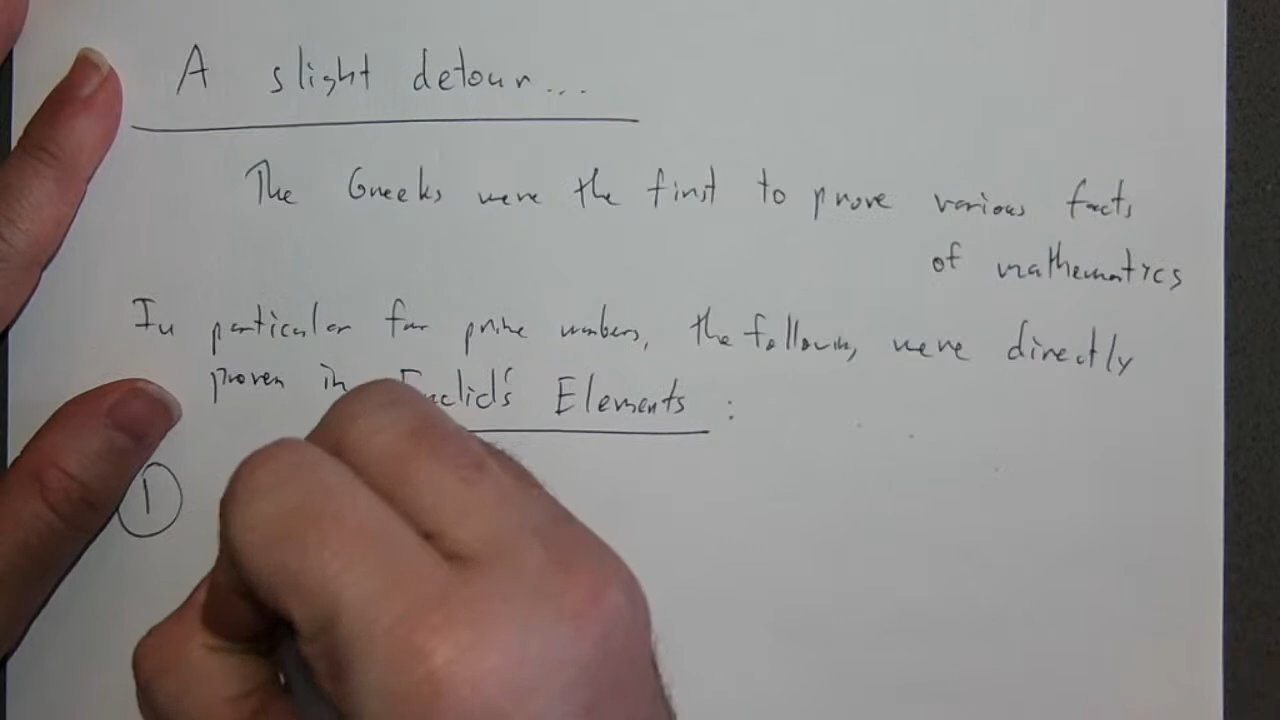 A slight detour...
The Greeks were the first to prove various facts
of mathematics
In particular for prime numbers, the following were directly
proven in Euclid's Elements :
1